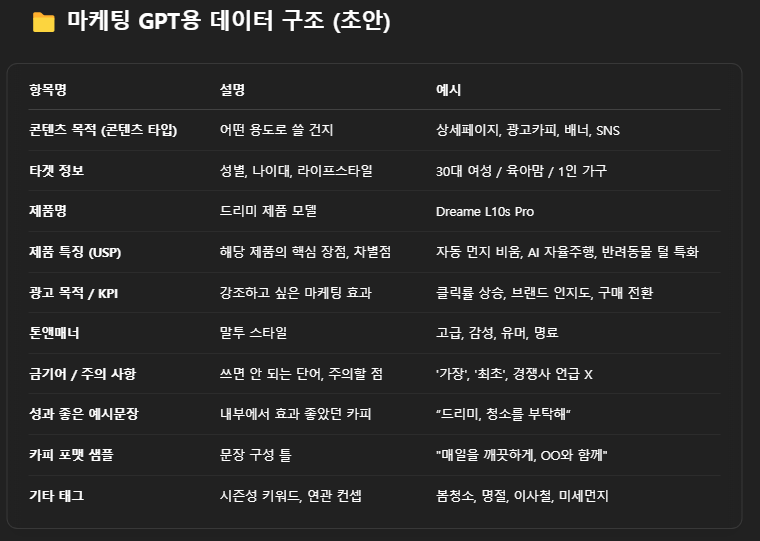 📁 마케팅 GPT용 데이터 구조 (초안)
항목명 설명 예시
콘텐츠 목적 (콘텐츠 타입) 어떤 용도로 쓸 건지 상세페이지, 광고카피, 배너, SNS
타겟 정보 성별, 나이대, 라이프스타일 30대 여성 / 육아맘 / 1인 가구
제품명 드리미 제품 모델 Dreame L10s Pro
제품 특징 (USP) 해당 제품의 핵심 장점, 차별점 자동 먼지 비움, AI 자율주행, 반려동물 털 특화
광고 목적 / KPI 강조하고 싶은 마케팅 효과 클릭률 상승, 브랜드 인지도, 구매 전환
톤앤매너 말투 스타일 고급, 감성, 유머, 명료
금기어 / 주의 사항 쓰면 안 되는 단어, 주의할 점 '가장', '최초', 경쟁사 언급 X
성과 좋은 예시문장 내부에서 효과 좋았던 카피 “드리미, 청소를 부탁해”
카피 포맷 샘플 문장 구성 틀 "매일을 깨끗하게, OO와 함께"
기타 태그 시즌성 키워드, 연관 컨셉 봄청소, 명절, 이사철, 미세먼지